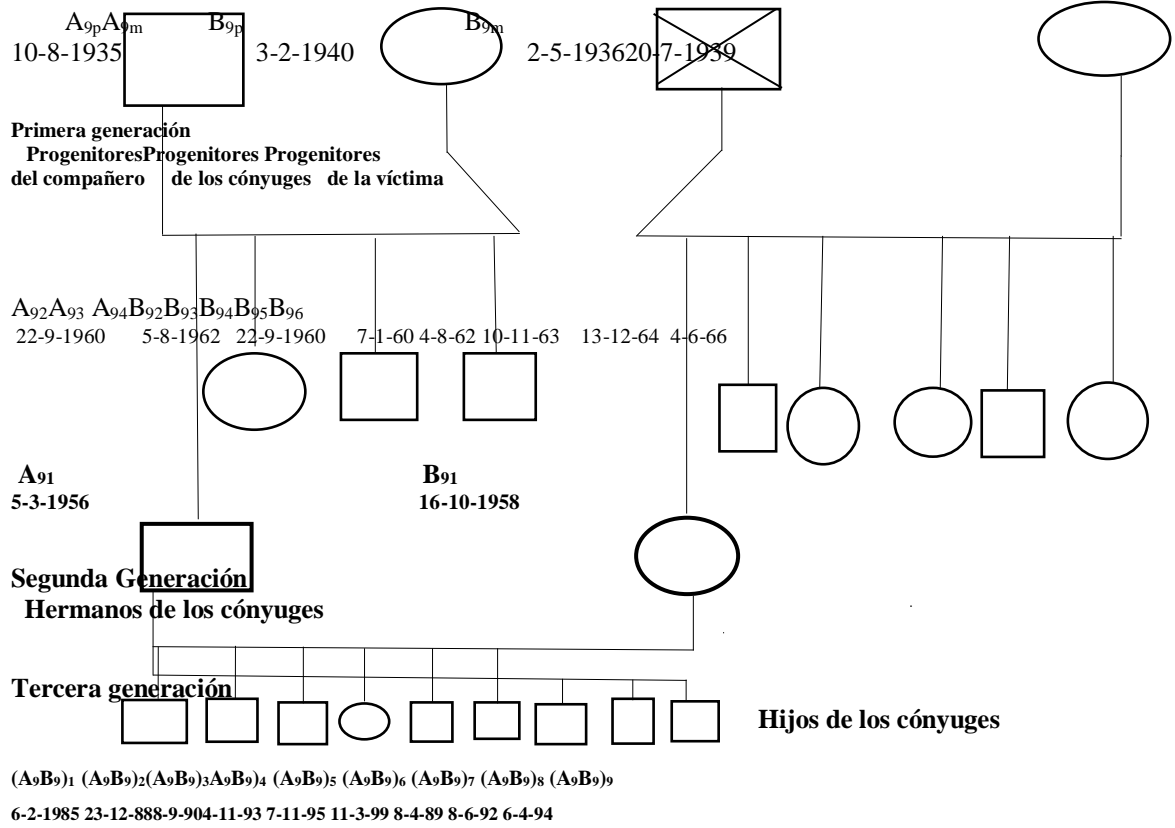 A9pA9m B9p B9m
10-8-1935 3-2-1940 2-5-193620-7-1939
Primera generación
ProgenitoresProgenitores Progenitores
del compañero de los cónyuges de la víctima
A92A93 A94B92B93B94B95B96
22-9-1960 5-8-1962 22-9-1960 7-1-60 4-8-62 10-11-63 13-12-64 4-6-66
A91 B91
5-3-1956 16-10-1958
Segunda Generación
Hermanos de los cónyuges
Tercera generación
Hijos de los cónyuges
(A9B9)1 (A9B9)2(A9B9)3A9B9)4 (A9B9)5 (A9B9)6 (A9B9)7 (A9B9)8 (A9B9)9
6-2-1985 23-12-888-9-904-11-93 7-11-95 11-3-99 8-4-89 8-6-92 6-4-94